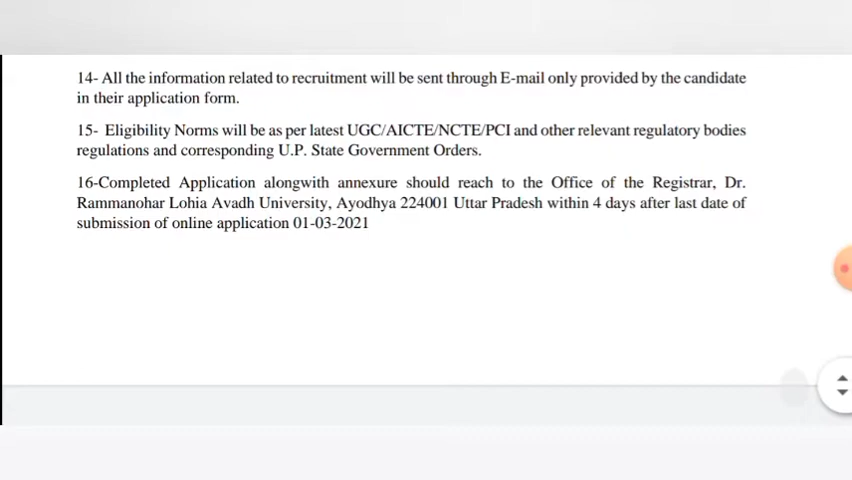 14- All the information related to recruitment will be sent through E-mail only provided by the candidate
in their application form.
15- Eligibility Norms will be as per latest UGC/AICTE/NCTE/PCI and other relevant regulatory bodies
regulations and corresponding U.P. State Government Orders.
16-Completed Application alongwith annexure should reach to the Office of the Registrar, Dr.
Rammanohar Lohia Avadh University, Ayodhya 224001 Uttar Pradesh within 4 days after last date of
submission of online application 01-03-2021